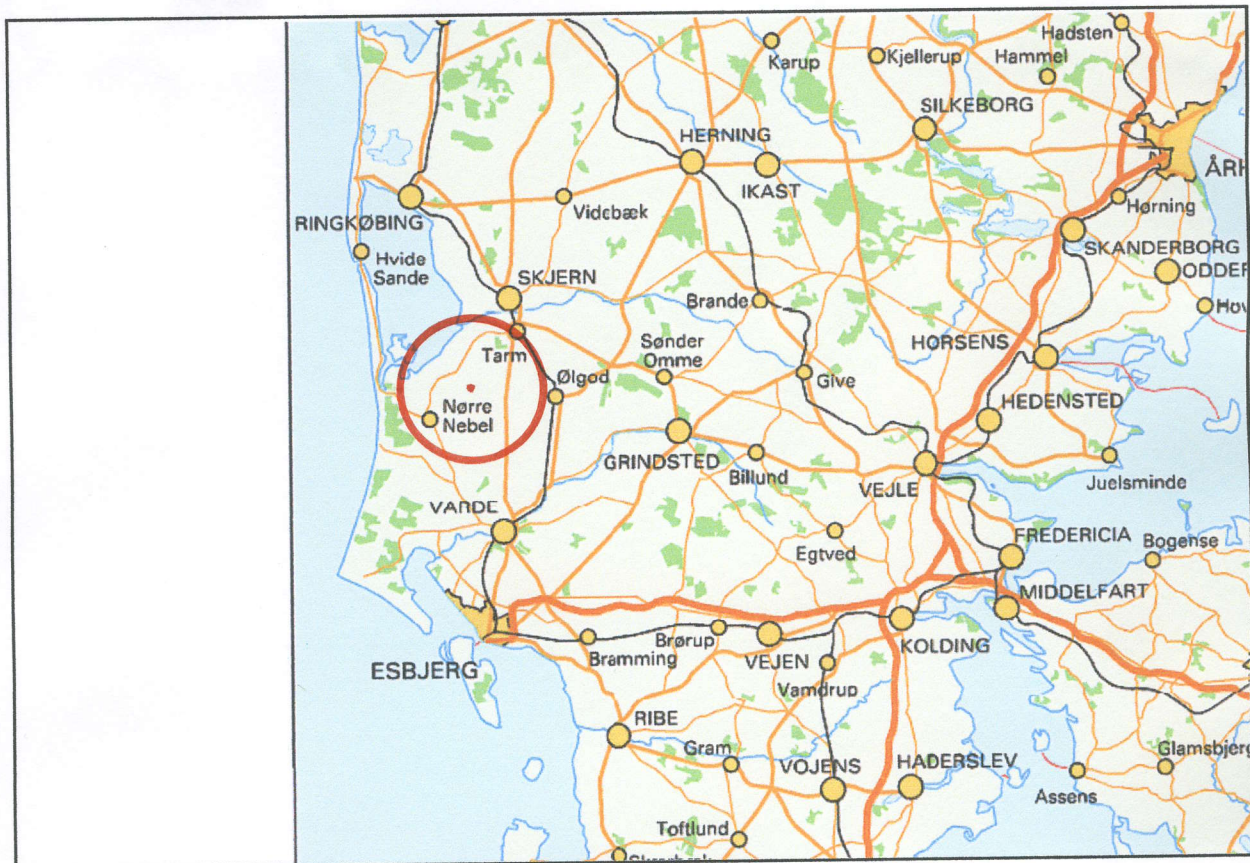 Hadsten
Karup
Kjellerup
Hammel
SILKEBORG
HERNING
IKAST
ÅRH
RINGKØBING
Videbæk
Hørning
Hvide
Sande
SKANDERBORG
ODDER
SKJERN
Brande
Hov
Tarm
Sønder
Omme
HORSENS
Ølgod
Give
Nørre
Nebel
HEDENSTED
GRINDSTED
Billund
VEJLE
Juelsminde
VARDE
Egtved
FREDERICIA
Bogense
MIDDELFART
Brørup
Bramming
VEJEN
KOLDING
ESBJERG
Vamdrup
RIBE
Gram
VOJENS
HADERSLEV
Glamsbjerg
Assens
Toftlund